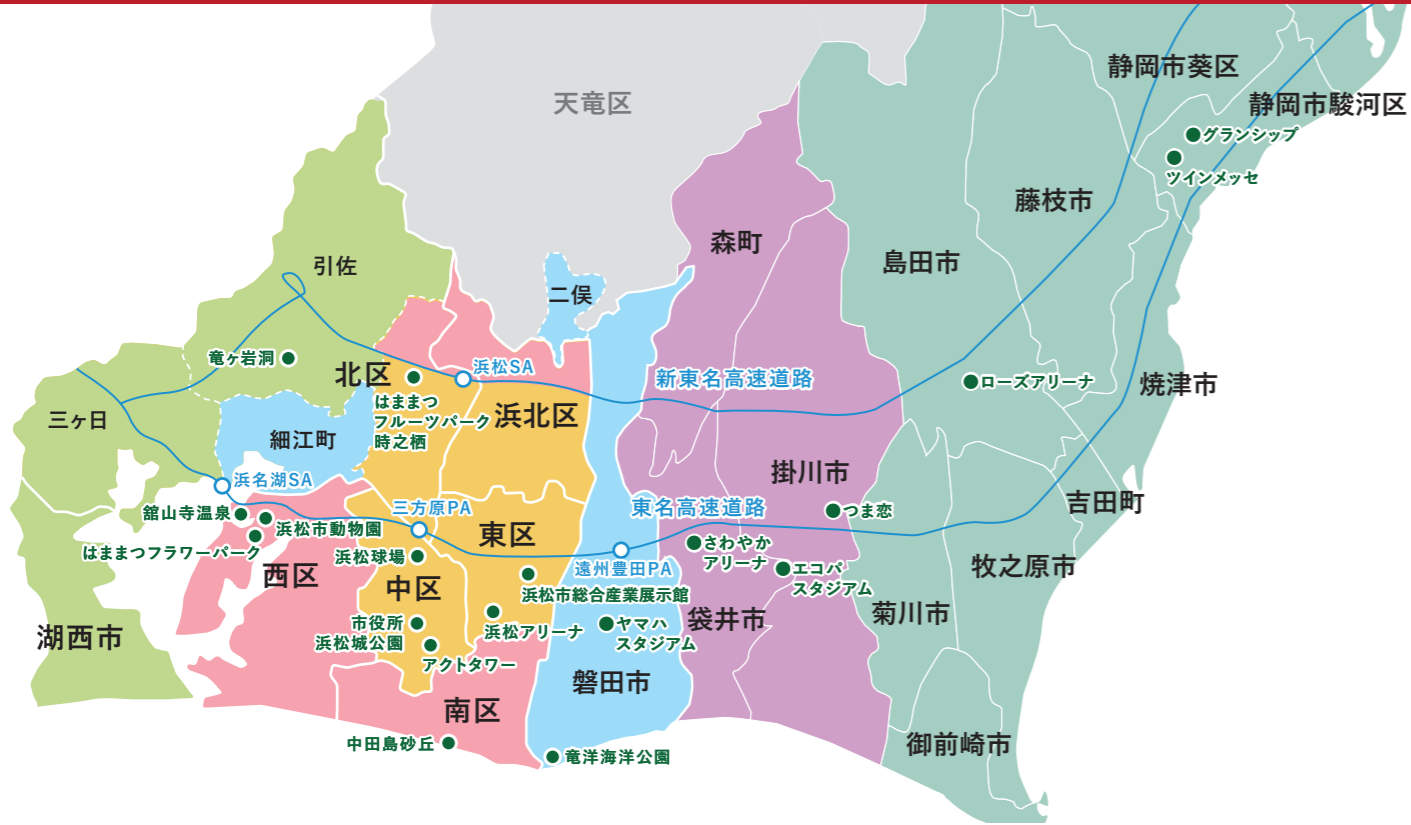 静岡市葵区
天竜区
静岡市駿河区
グランシップ
ツインメッセ
藤枝市
森町
島田市
引佐
二俣
竜ヶ岩洞
北区
浜松SA
新東名高速道路
ローズアリーナ
焼津市
はままつ
フルーツパーク
時之栖
浜北区
三ヶ日
細江町
掛川市
浜名湖SA
吉田町
三方原PA
東名高速道路
つま恋
舘山寺温泉
浜松市動物園
はままつフラワーパーク
東区
さわやか
アリーナ
浜松球場
遠州豊田PA
エコパ
スタジアム
牧之原市
西区
中区
浜松市総合産業展示館
菊川市
市役所
浜松城公園
浜松アリーナ
ヤマハ
スタジアム
袋井市
湖西市
アクトタワー
磐田市
南区
中田島砂丘
竜洋海洋公園
御前崎市